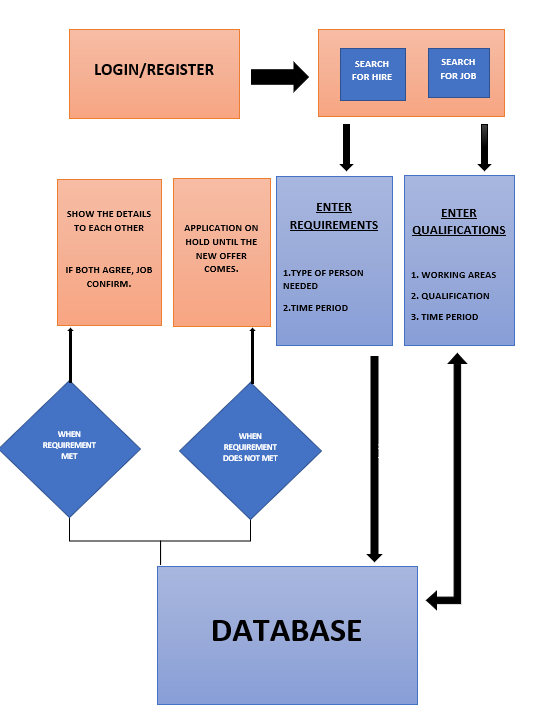 LOGIN/REGISTER
SEARCH
FOR HIRE
SEARCH
FOR JOB
SHOW THE DETAILS
TO EACH OTHER
IF BOTH AGREE, JOB
CONFIRM.
APPLICATION ON
HOLD UNTIL THE
NEW OFFER
COMES.
ENTER
REQUIREMENTS
1.TYPE OF PERSON
NEEDED
2.TIME PERIOD
ENTER
QUALIFICATIONS
1. WORKING AREAS
2. QUALIFICATION
3. TIME PERIOD
WHEN
REQUIREMENT
MET
WHEN
REQUIREMENT
DOES NOT MET
DATABASE